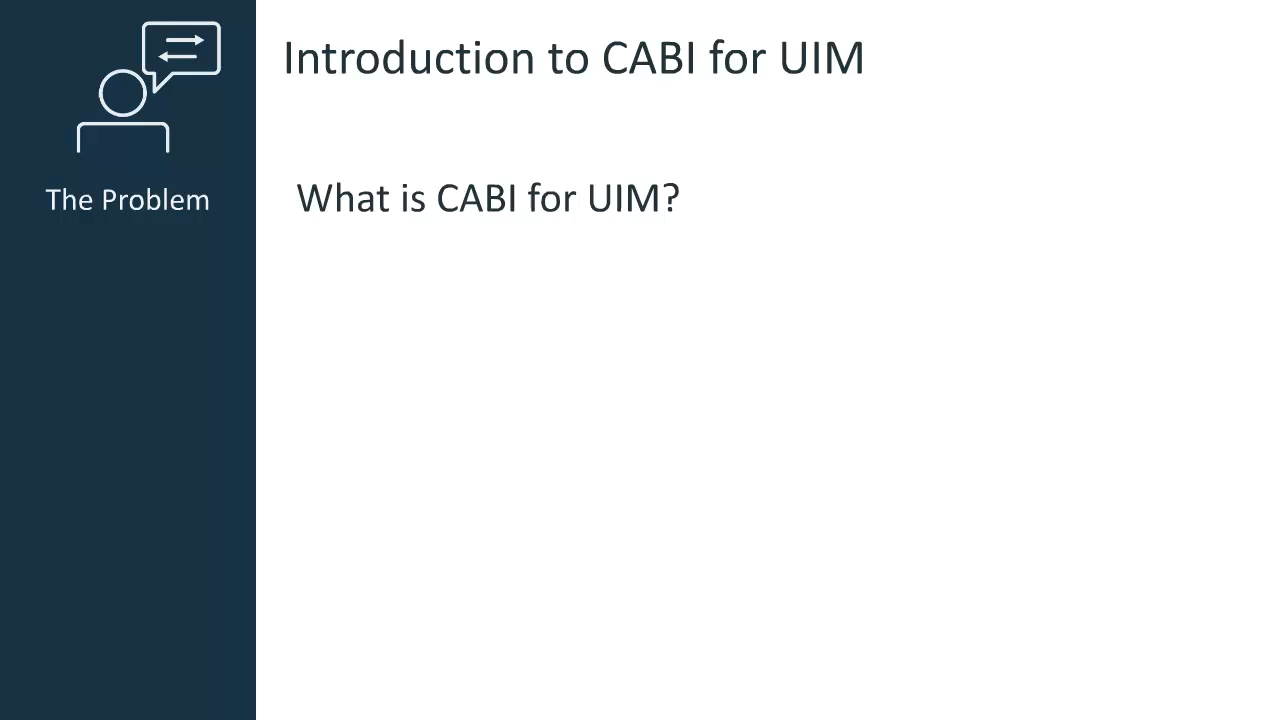 Introduction to CABI for UIM
The Problem
What is CABI for UIM?